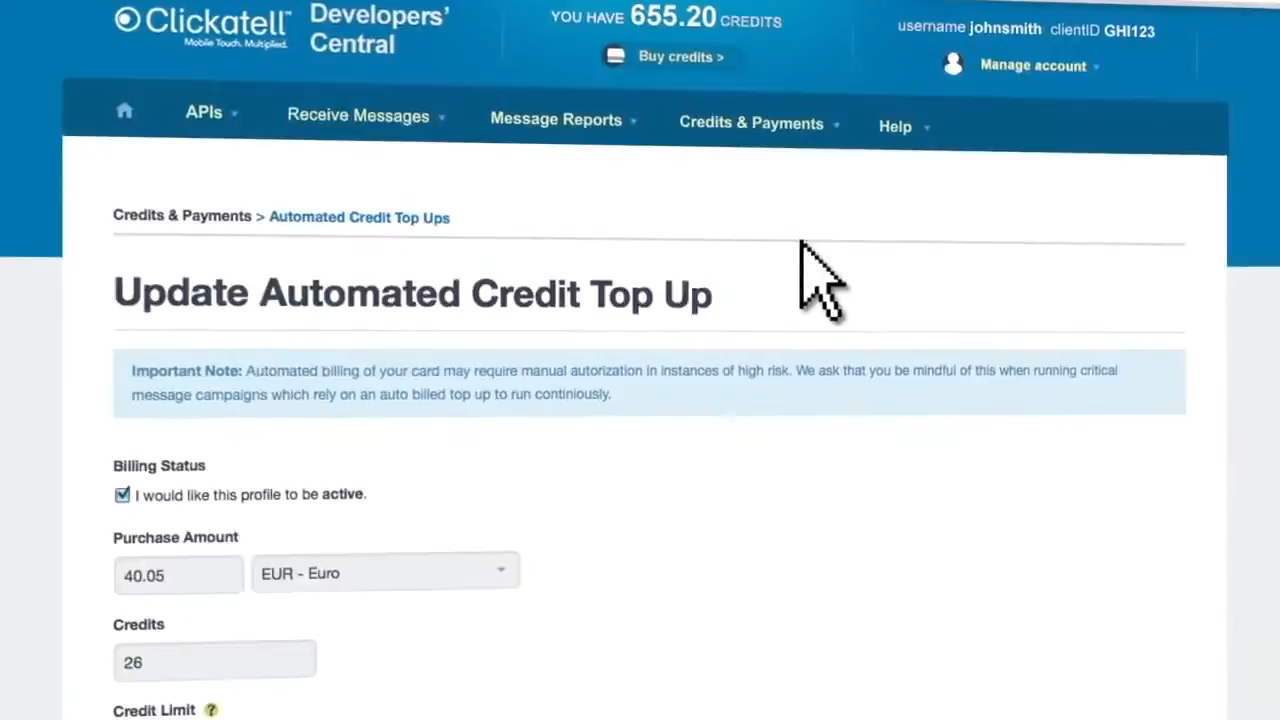 Clickatell™
Mobile Touch. Multiplied.
Developers'
Central
YOU HAVE 655.20 CREDITS
Buy credits >
username johnsmith clientID GHI123
Manage account
APIs
Receive Messages
Message Reports
Credits & Payments
Help
Credits & Payments > Automated Credit Top Ups
Update Automated Credit Top Up
Important Note: Automated billing of your card may require manual autorization in instances of high risk. We ask that you be mindful of this when running critical
message campaigns which rely on an auto billed top up to run continiously.
Billing Status
I would like this profile to be active.
Purchase Amount
40.05
EUR - Euro
Credits
26
Credit Limit ?